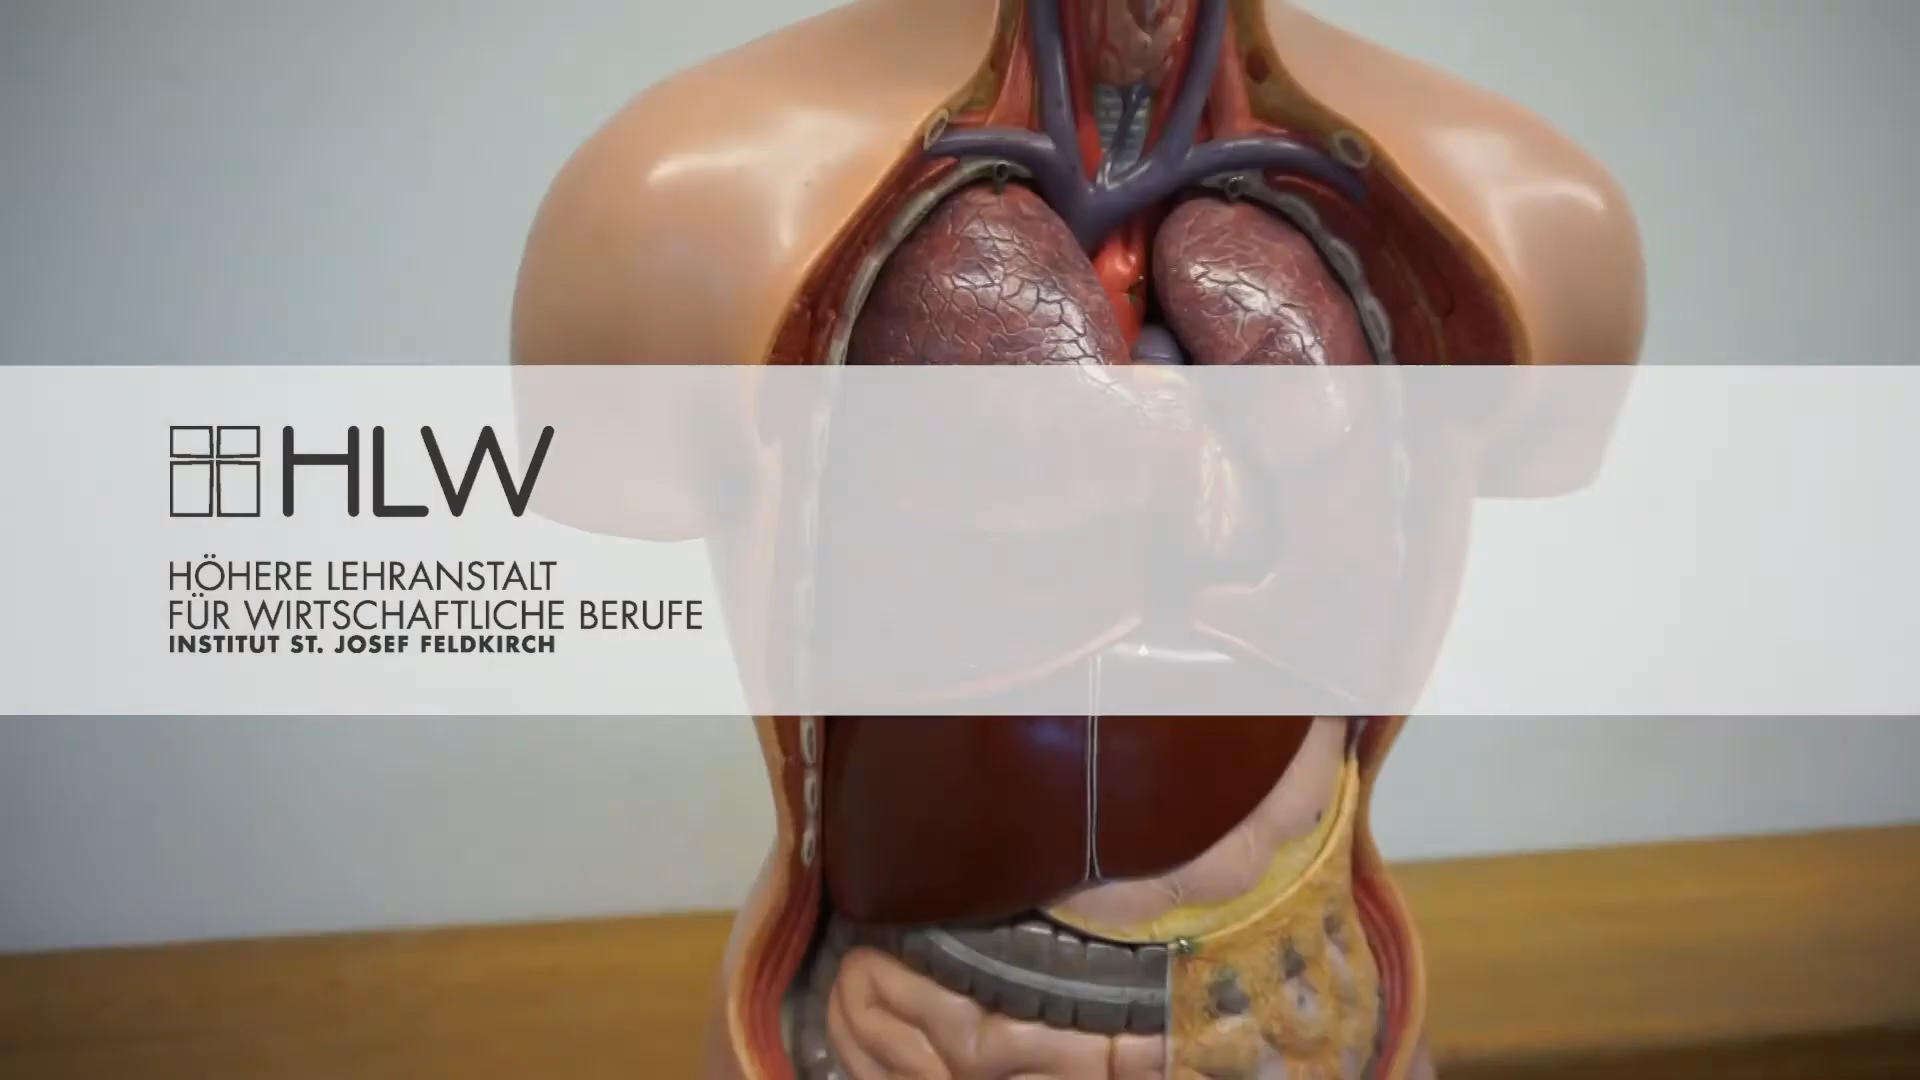 HLW
HÖHERE LEHRANSTALT
FÜR WIRTSCHAFTLICHE BERUFE
INSTITUT ST. JOSEF FELDKIRCH